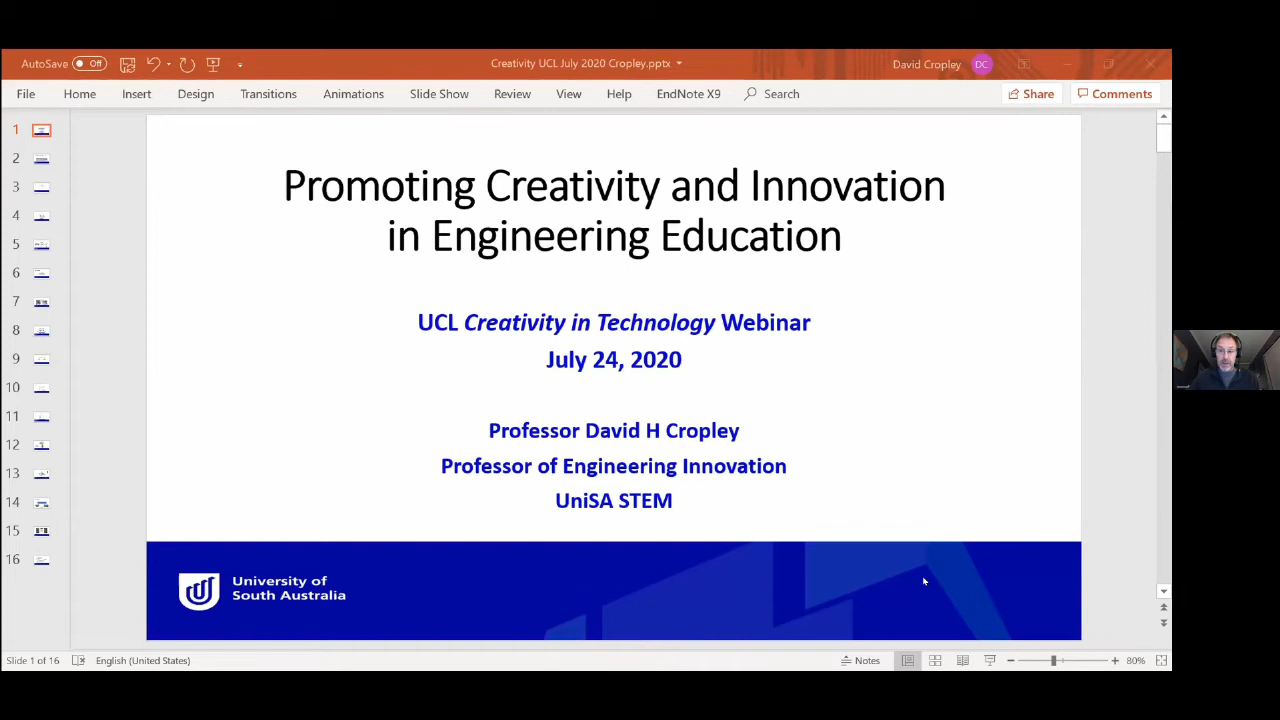 AutoSave Off
Creativity UCL July 2020 Cropley.pptx
David Cropley DC
File Home Insert Design Transitions Animations Slide Show Review View Help EndNote X9 Search Share Comments
1
2
3
4
5
6
7
8
9
10
11
12
13
14
15
16
Promoting Creativity and Innovation
in Engineering Education
UCL Creativity in Technology Webinar
July 24, 2020
Professor David H Cropley
Professor of Engineering Innovation
UniSA STEM
University of
South Australia
Slide 1 of 16 English (United States) Notes 80%